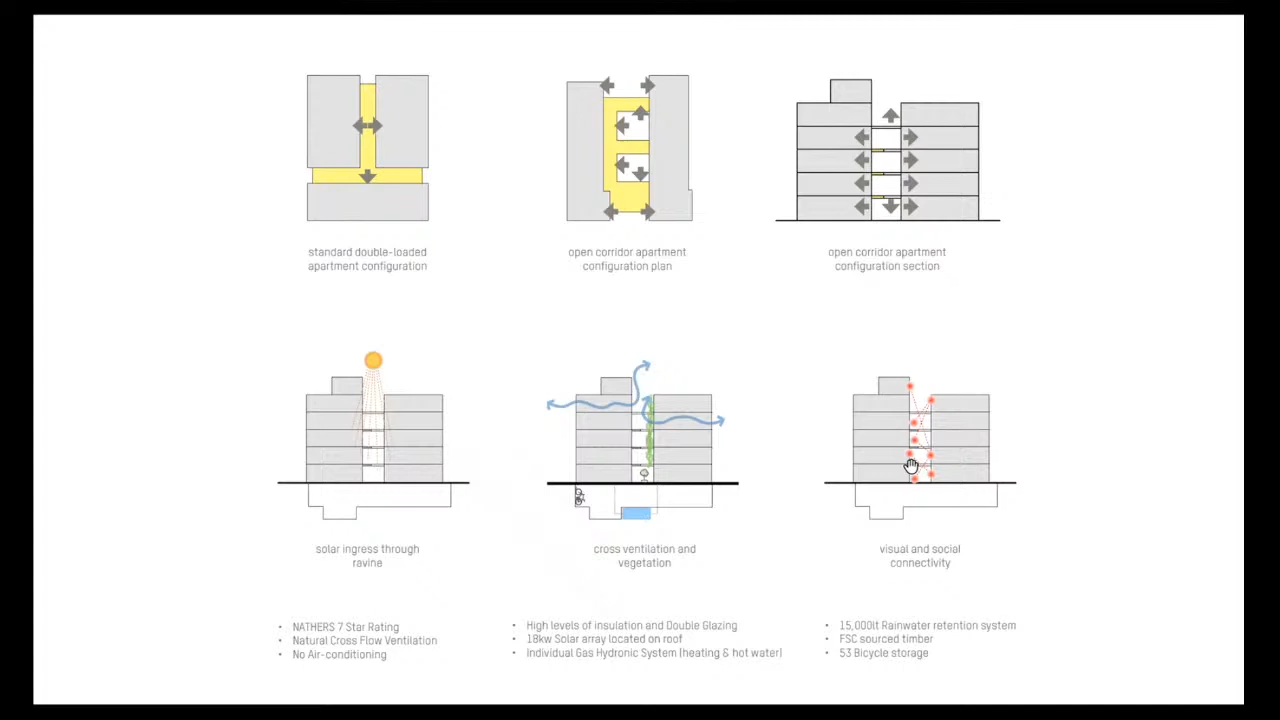 standard double-loaded
apartment configuration
open corridor apartment
configuration plan
open corridor apartment
configuration section
solar ingress through
ravine
cross ventilation and
vegetation
visual and social
connectivity
• NATHERS 7 Star Rating
• Natural Cross Flow Ventilation
• No Air-conditioning
• High levels of insulation and Double Glazing
• 18kw Solar array located on roof
• Individual Gas Hydronic System (heating & hot water)
• 15,000lt Rainwater retention system
• FSC sourced timber
• 53 Bicycle storage